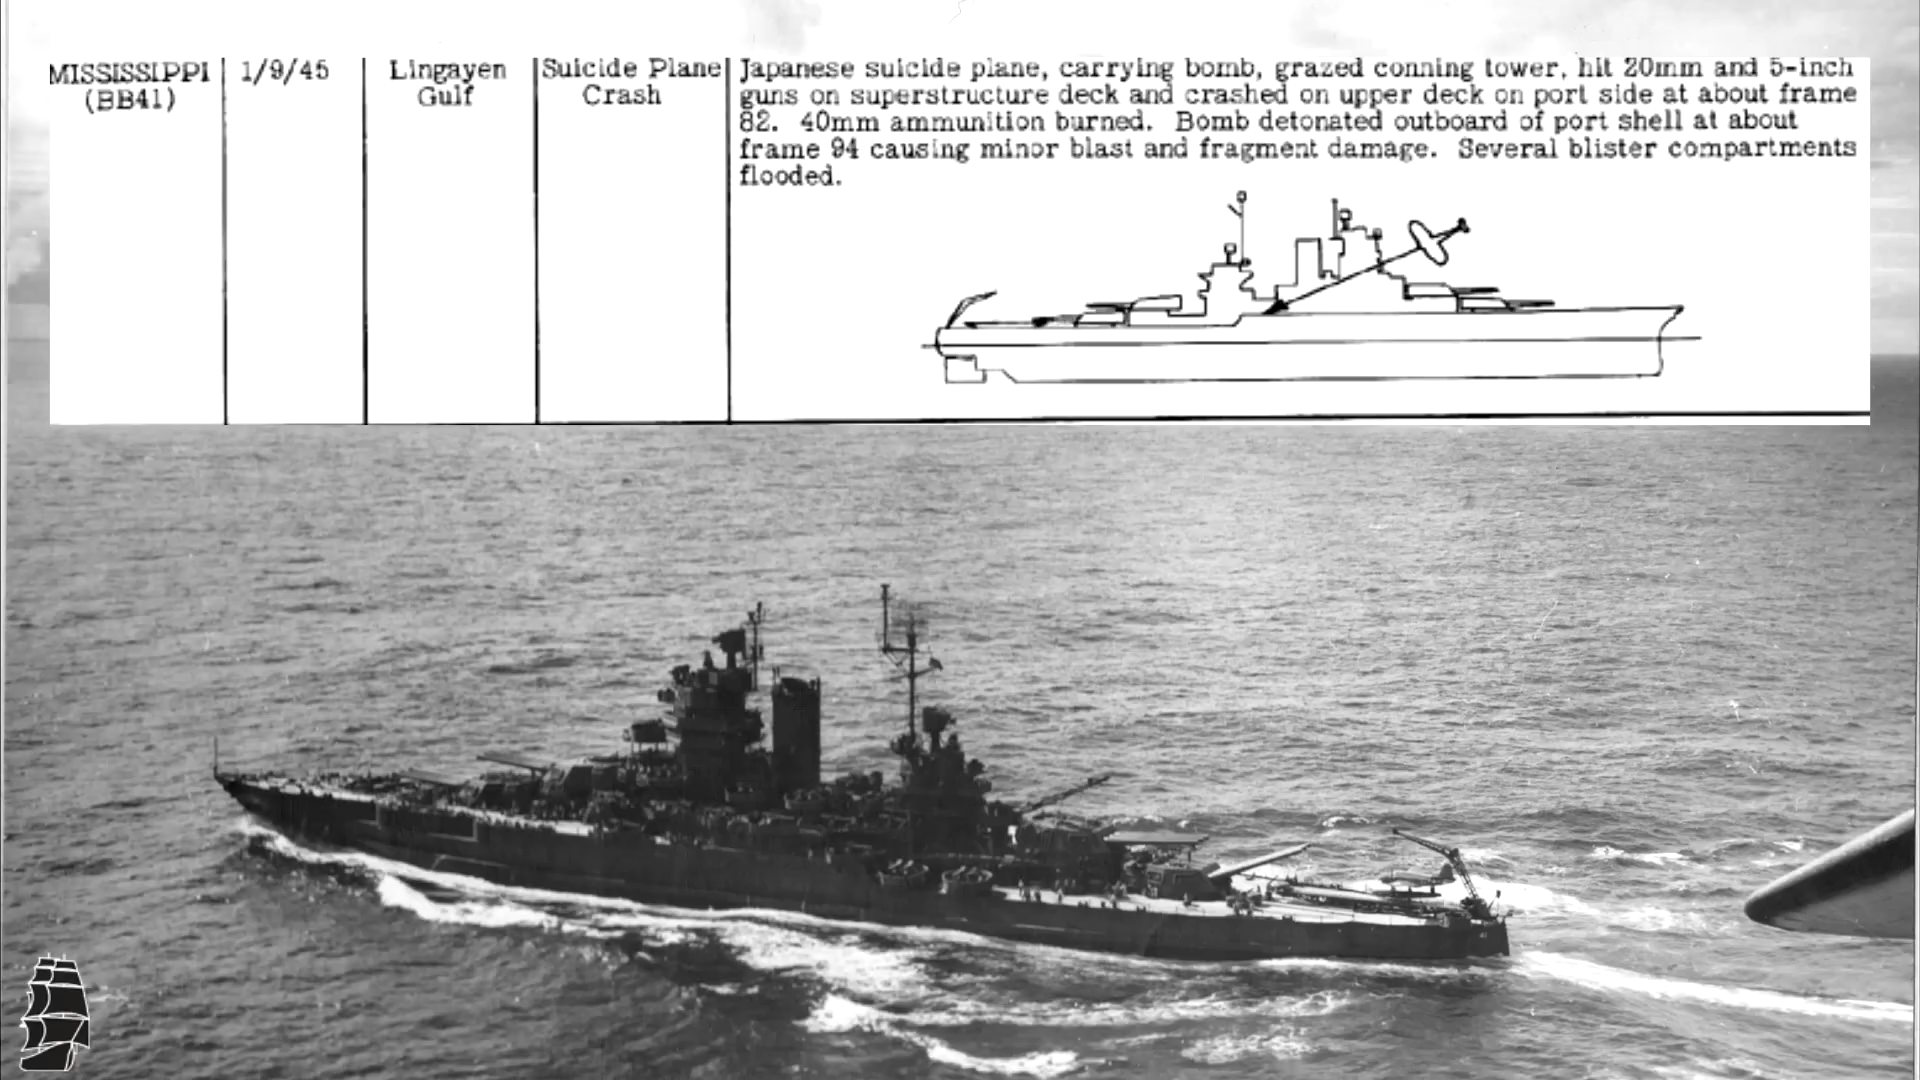 MISSISSIPPI
(BB41)
1/9/45
Lingayen
Gulf
Suicide Plane
Crash
Japanese suicide plane, carrying bomb, grazed conning tower, hit 20mm and 5-inch
guns on superstructure deck and crashed on upper deck on port side at about frame
82. 40mm ammunition burned. Bomb detonated outboard of port shell at about
frame 94 causing minor blast and fragment damage. Several blister compartments
flooded.
41